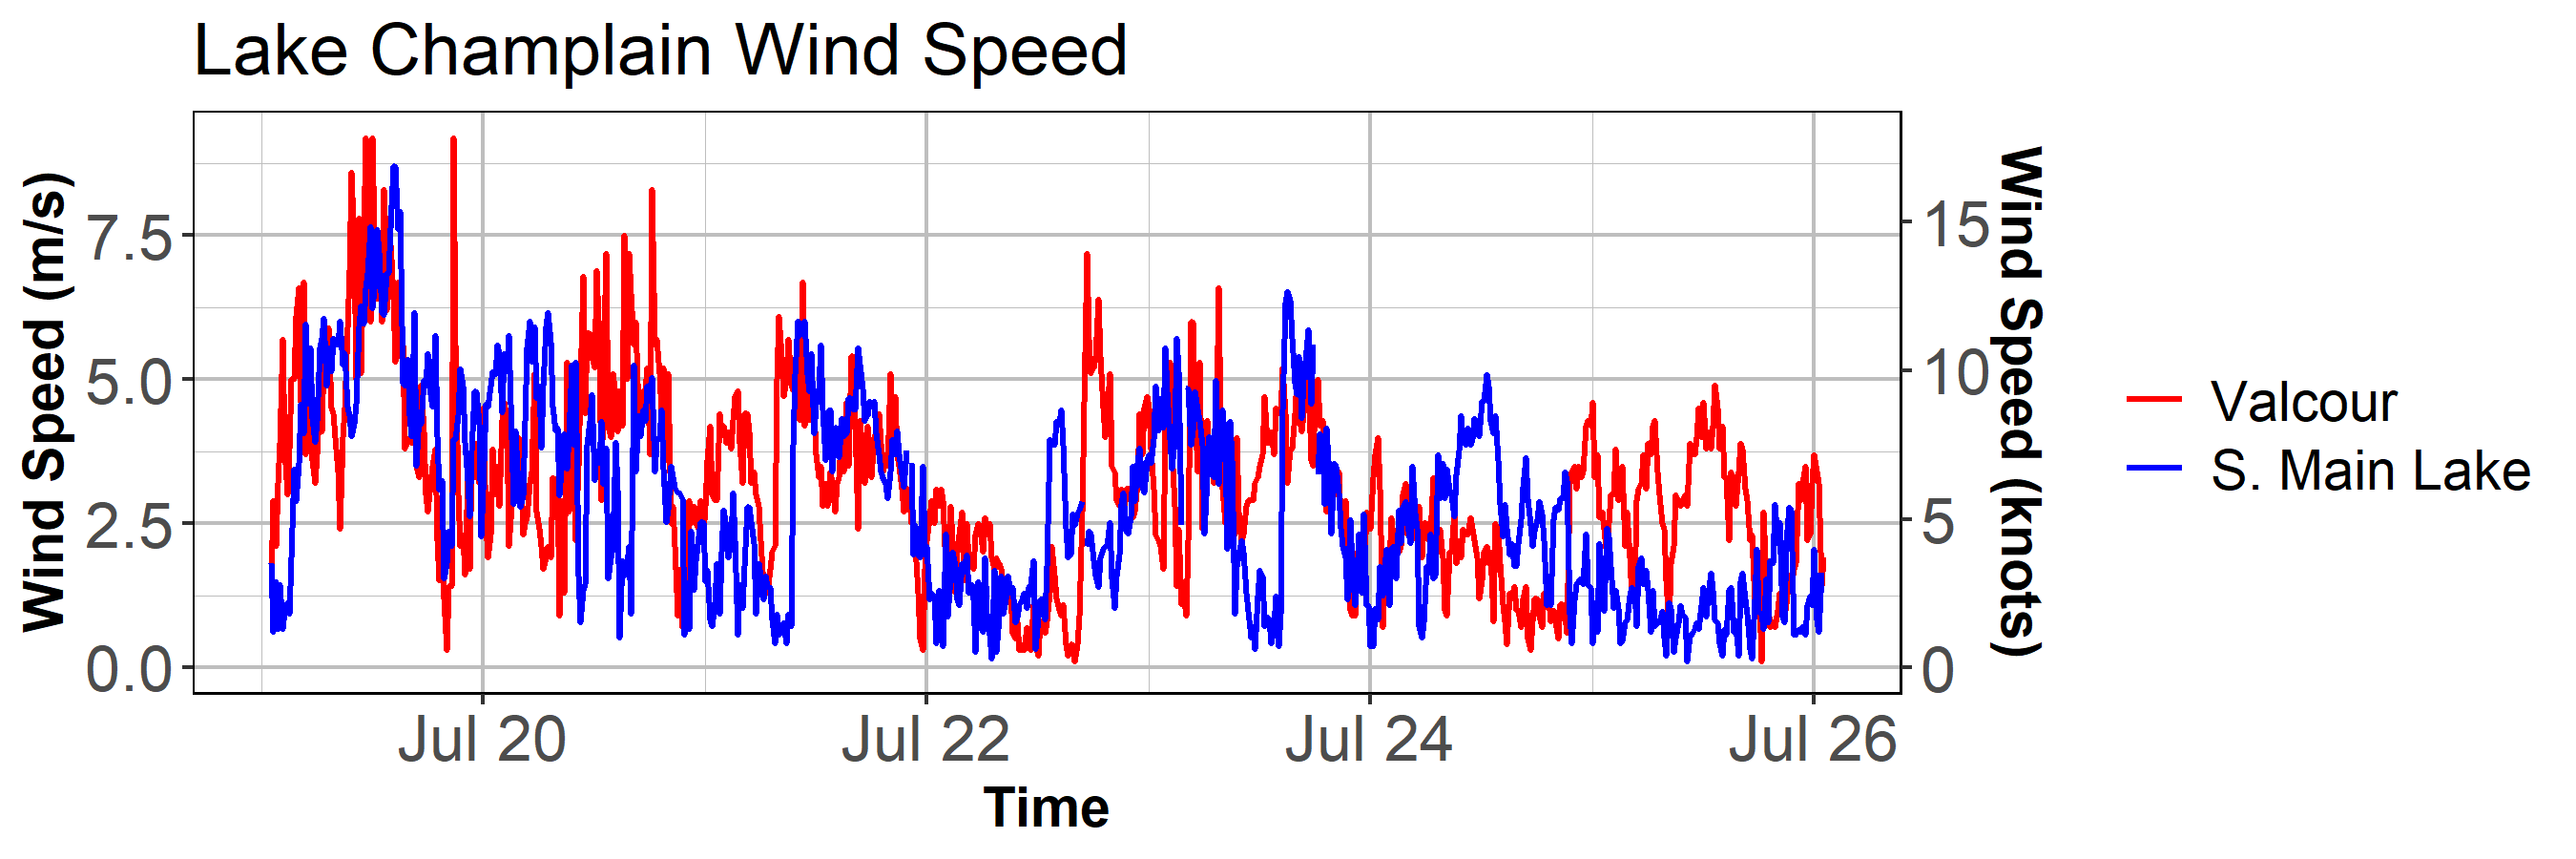 Lake Champlain Wind Speed
Wind Speed (m/s)
7.5
5.0
2.5
0.0
15
10
5
0
Wind Speed (knots)
Jul 20
Jul 22
Jul 24
Jul 26
Time
Valcour
S. Main Lake